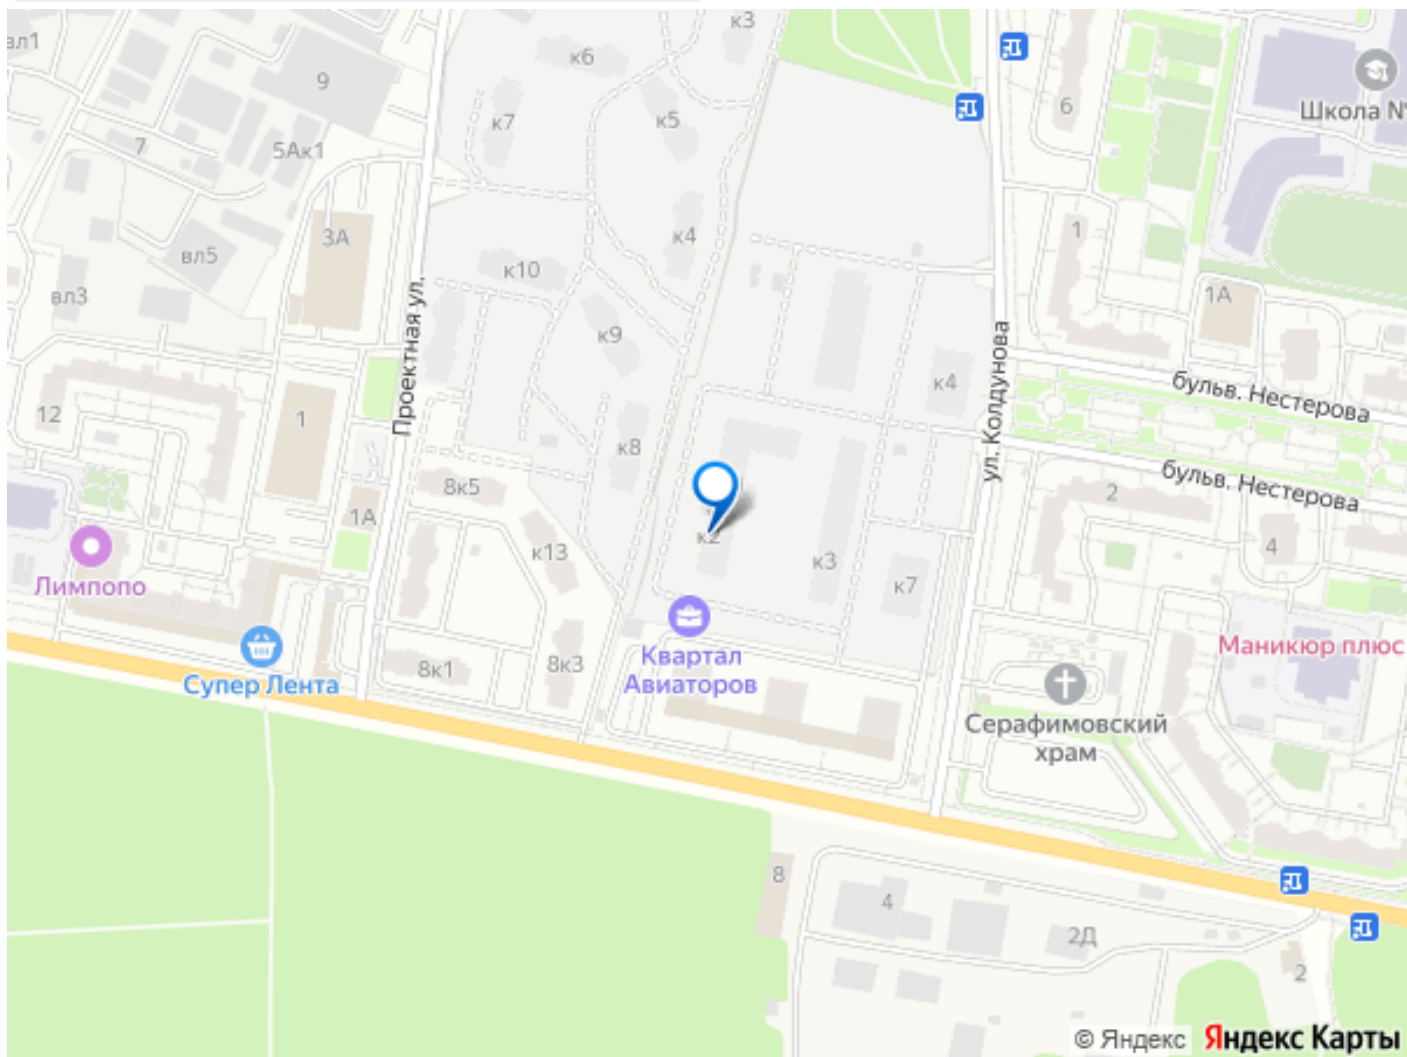 вл1
к3
к6
9
6
Школа №
к7
к5
7
5Ак1
1
3А
к4
вл5
к10
вл3
1А
Проектная ул.
к9
ул. Колдунова
бульв. Нестерова
к4
12
1
к8
бульв. Нестерова
8к5
2
1А
к2
к13
4
к3
к7
Лимпопо
Квартал
Авиаторов
Маникюр плюс
8к1
8к3
Супер Лента
Серафимовский
храм
8
4
2Д
2
© Яндекс Яндекс Карты